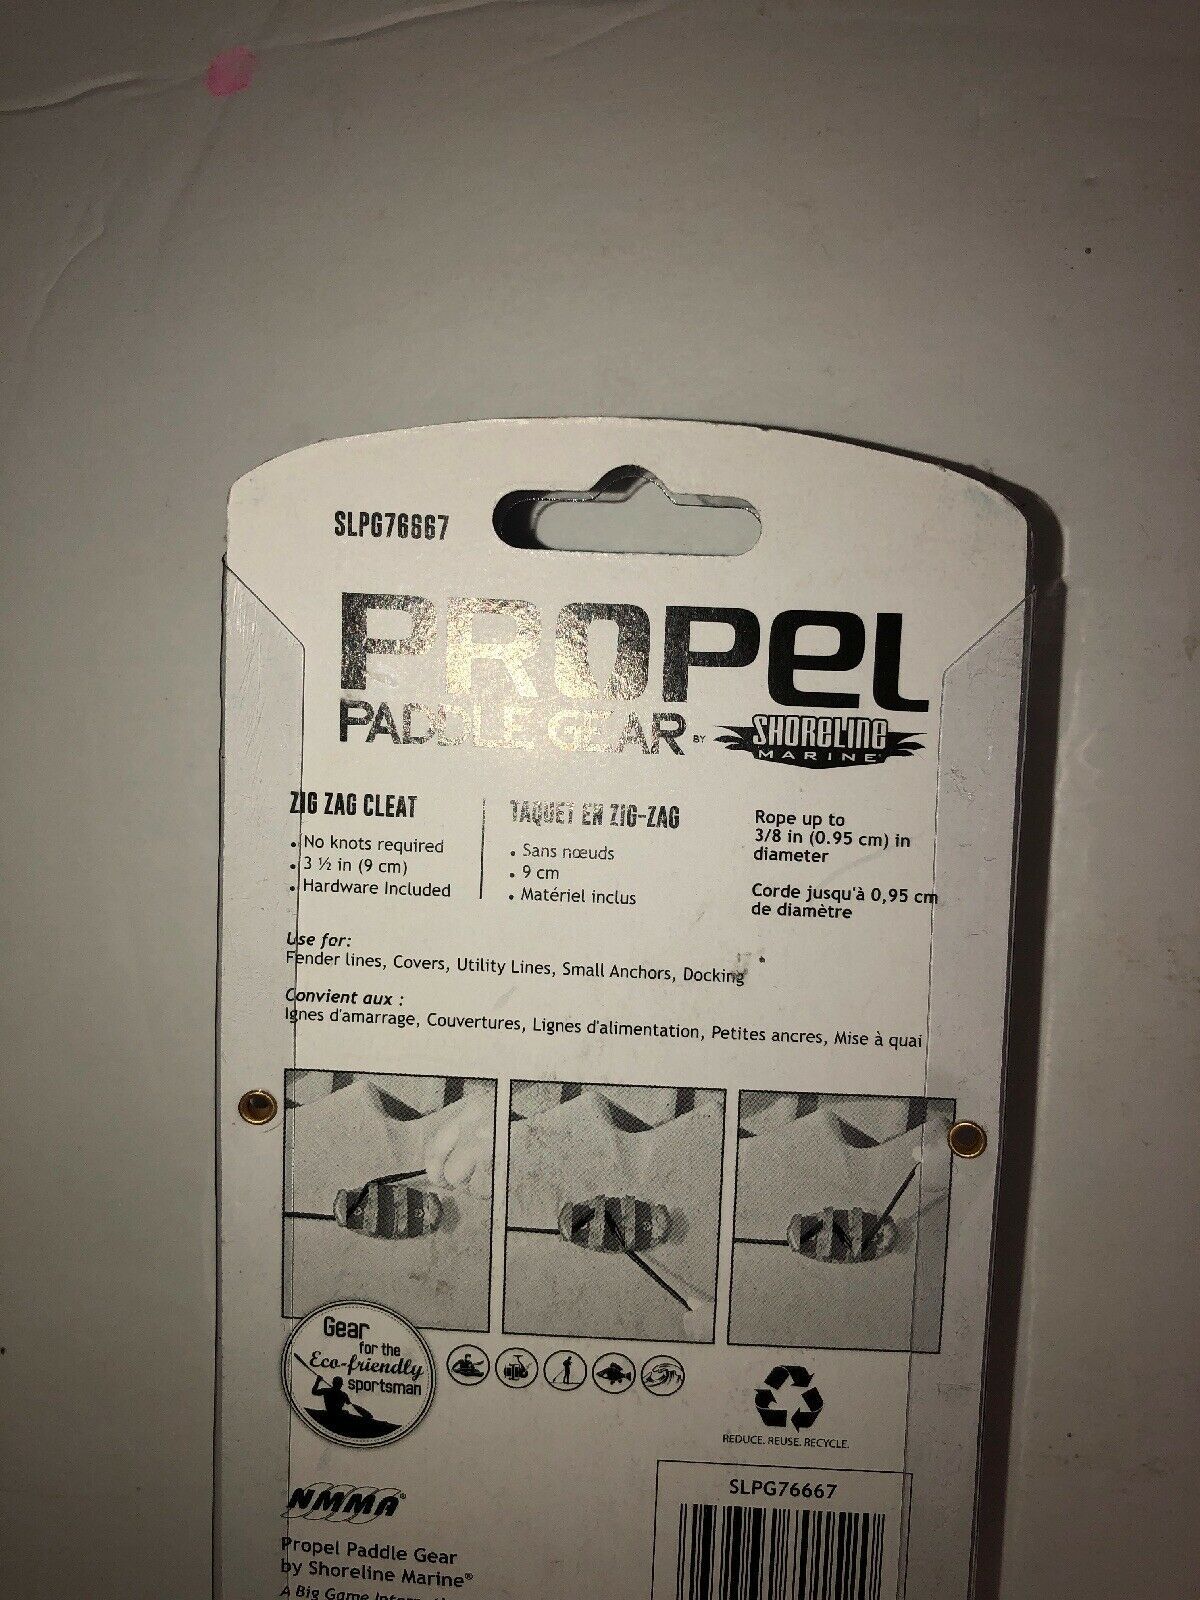 SLPG76667
PROPEL
PADDLE GEAR BY SHORELINE
MARINE
ZIG ZAG CLEAT
• No knots required
• 3 ½ in (9 cm)
• Hardware Included
TAQUET EN ZIG-ZAG
• Sans nœuds
• 9 cm
• Matériel inclus
Rope up to
3/8 in (0.95 cm) in
diameter
Corde jusqu'à 0,95 cm
de diamètre
Use for:
Fender lines, Covers, Utility Lines, Small Anchors, Docking
Convient aux :
lgnes d'amarrage, Couvertures, Lignes d'alimentation, Petites ancres, Mise à quai
Gear
for the
Eco-friendly
sportsman
REDUCE. REUSE. RECYCLE.
SLPG76667
NMMA®
Propel Paddle Gear
by Shoreline Marine®
A Big Game